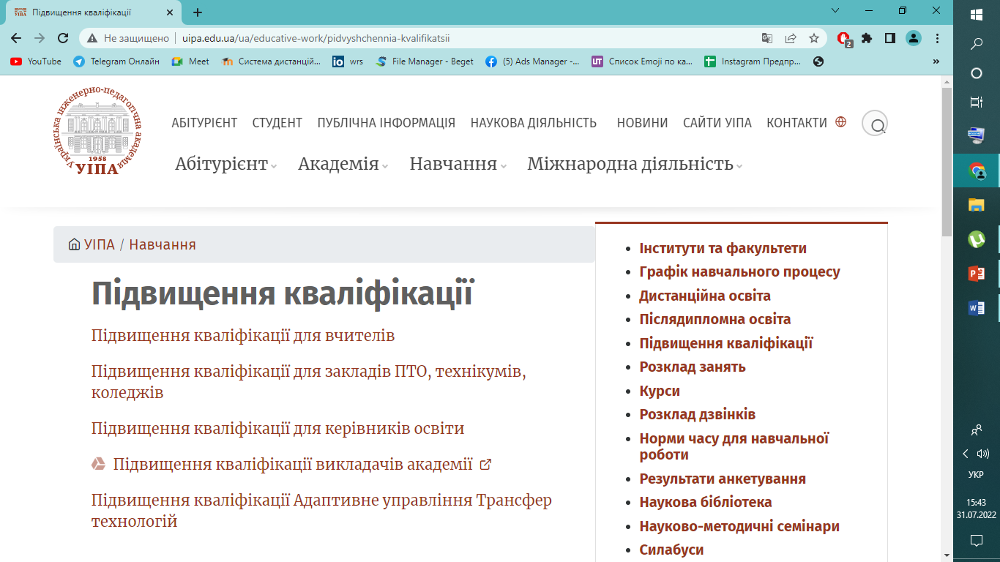 Підвищення кваліфікації
Не защищено
uipa.edu.ua/ua/educative-work/pidvyshchennia-kvalifikatsii
2
YouTube
Telegram Онлайн
Meet
Система дистанцій...
wrs
File Manager - Beget
(5) Ads Manager -...
Список Emoji по ка...
Instagram Предпр...
»
українська інженерно-педагогічна академія
1958
УІПА
АБІТУРІЄНТ
СТУДЕНТ
ПУБЛІЧНА ІНФОРМАЦІЯ
НАУКОВА ДІЯЛЬНІСТЬ
НОВИНИ
САЙТИ УІПА
КОНТАКТИ
Абітурієнт
Академія
Навчання
Міжнародна діяльність
УІПА / Навчання
Підвищення кваліфікації
Підвищення кваліфікації для вчителів
Підвищення кваліфікації для закладів ПТО, технікумів,
коледжів
Підвищення кваліфікації для керівників освіти
Підвищення кваліфікації викладачів академії
Підвищення кваліфікації Адаптивне управління Трансфер
технологій
Інститути та факультети
Графік навчального процесу
Дистанційна освіта
Післядипломна освіта
Підвищення кваліфікації
Розклад занять
Курси
Розклад дзвінків
Норми часу для навчальної
роботи
Результати анкетування
Наукова бібліотека
Науково-методичні семінари
Силабуси
УКР
15:43
31.07.2022